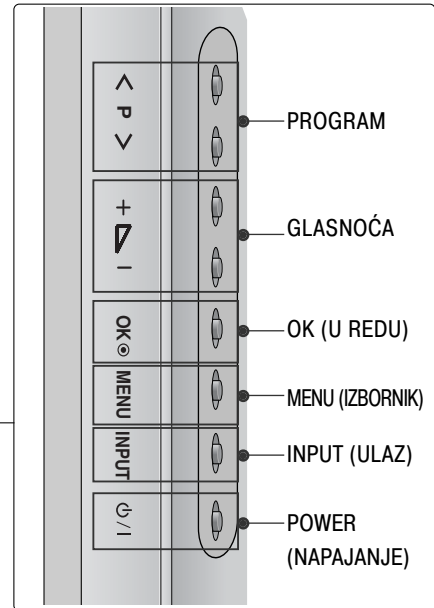 < P >
PROGRAM
+ -
GLASNOĆA
OK
OK (U REDU)
MENU
MENU (IZBORNIK)
INPUT
INPUT (ULAZ)
⏻/I
POWER
(NAPAJANJE)